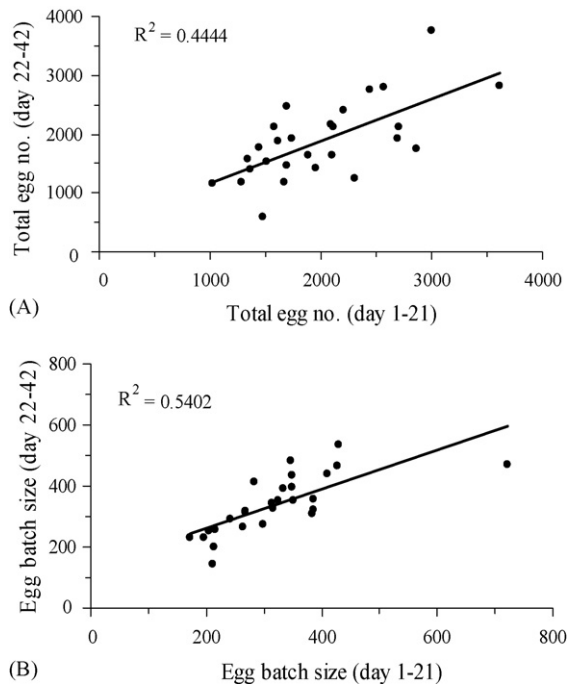 4000
R² = 0.4444
3000
2000
1000
0
Total egg no. (day 22-42)
0 1000 2000 3000 4000
(A)
Total egg no. (day 1-21)
800
R² = 0.5402
600
400
200
0
Egg batch size (day 22-42)
0 200 400 600 800
(B)
Egg batch size (day 1-21)